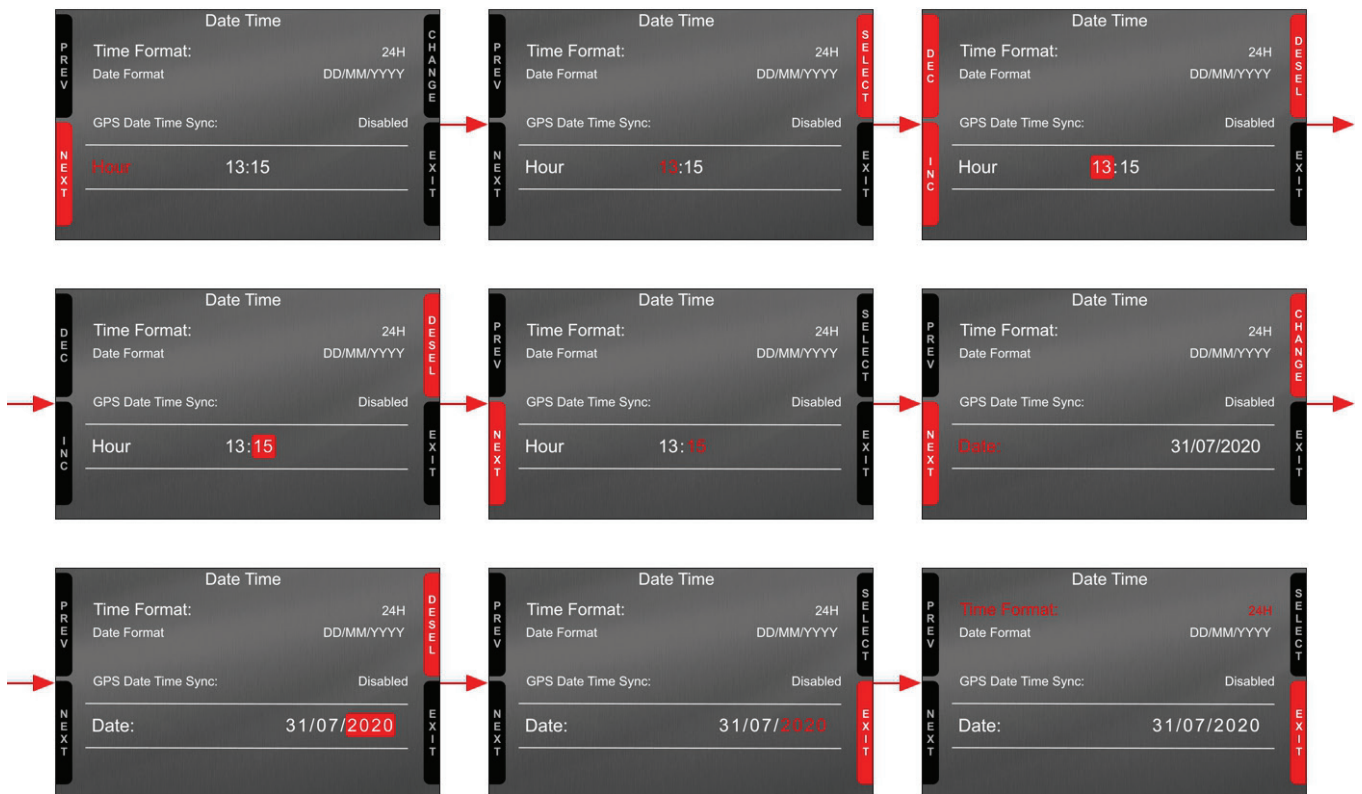 Date Time
PREV
CHANGE
Time Format: 24H
Date Format DD/MM/YYYY
GPS Date Time Sync: Disabled
NEXT
EXIT
Hour 13:15
Date Time
PREV
SELECT
Time Format: 24H
Date Format DD/MM/YYYY
GPS Date Time Sync: Disabled
NEXT
EXIT
Hour 13:15
Date Time
DEC
DESEL
Time Format: 24H
Date Format DD/MM/YYYY
GPS Date Time Sync: Disabled
INC
EXIT
Hour 13:15
Date Time
DEC
DESEL
Time Format: 24H
Date Format DD/MM/YYYY
GPS Date Time Sync: Disabled
INC
EXIT
Hour 13:15
Date Time
PREV
SELECT
Time Format: 24H
Date Format DD/MM/YYYY
GPS Date Time Sync: Disabled
NEXT
EXIT
Hour 13:15
Date Time
PREV
CHANGE
Time Format: 24H
Date Format DD/MM/YYYY
GPS Date Time Sync: Disabled
NEXT
EXIT
Date: 31/07/2020
Date Time
PREV
DESEL
Time Format: 24H
Date Format DD/MM/YYYY
GPS Date Time Sync: Disabled
NEXT
EXIT
Date: 31/07/2020
Date Time
PREV
SELECT
Time Format: 24H
Date Format DD/MM/YYYY
GPS Date Time Sync: Disabled
NEXT
EXIT
Date: 31/07/2020
Date Time
PREV
SELECT
Time Format: 24H
Date Format DD/MM/YYYY
GPS Date Time Sync: Disabled
NEXT
EXIT
Date: 31/07/2020